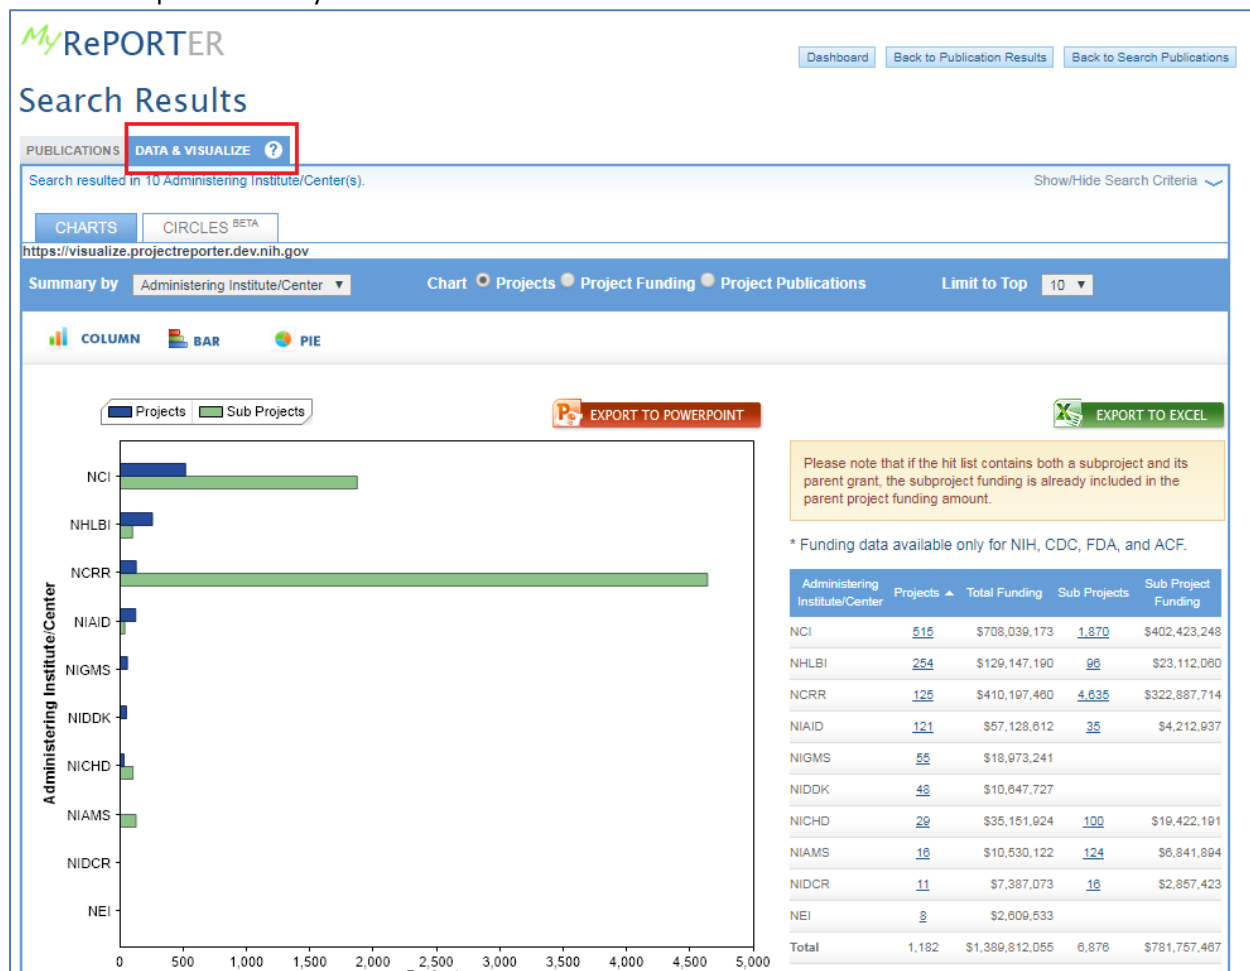 MyRePORTER
Dashboard Back to Publication Results Back to Search Publications
Search Results
PUBLICATIONS DATA & VISUALIZE ?
Search resulted in 10 Administering Institute/Center(s).
Show/Hide Search Criteria
CHARTS CIRCLES BETA
https://visualize.projectreporter.dev.nih.gov
Summary by Administering Institute/Center ▼ Chart Projects Project Funding Project Publications Limit to Top 10 ▼
COLUMN BAR PIE
Projects Sub Projects
EXPORT TO POWERPOINT
EXPORT TO EXCEL
Administering Institute/Center
NCI
NHLBI
NCRR
NIAID
NIGMS
NIDDK
NICHD
NIAMS
NIDCR
NEI
0 500 1,000 1,500 2,000 2,500 3,000 3,500 4,000 4,500 5,000
Please note that if the hit list contains both a subproject and its
parent grant, the subproject funding is already included in the
parent project funding amount.
* Funding data available only for NIH, CDC, FDA, and ACF.
Administering Institute/Center Projects Total Funding Sub Projects Sub Project Funding
NCI 515 $708,039,173 1,870 $402,423,248
NHLBI 254 $129,147,190 96 $23,112,060
NCRR 125 $410,197,460 4,635 $322,887,714
NIAID 121 $57,128,612 35 $4,212,937
NIGMS 55 $18,973,241
NIDDK 48 $10,647,727
NICHD 29 $35,151,924 100 $19,422,191
NIAMS 16 $10,530,122 124 $6,841,894
NIDCR 11 $7,387,073 16 $2,857,423
NEI 8 $2,609,533
Total 1,182 $1,389,812,055 6,876 $781,757,467